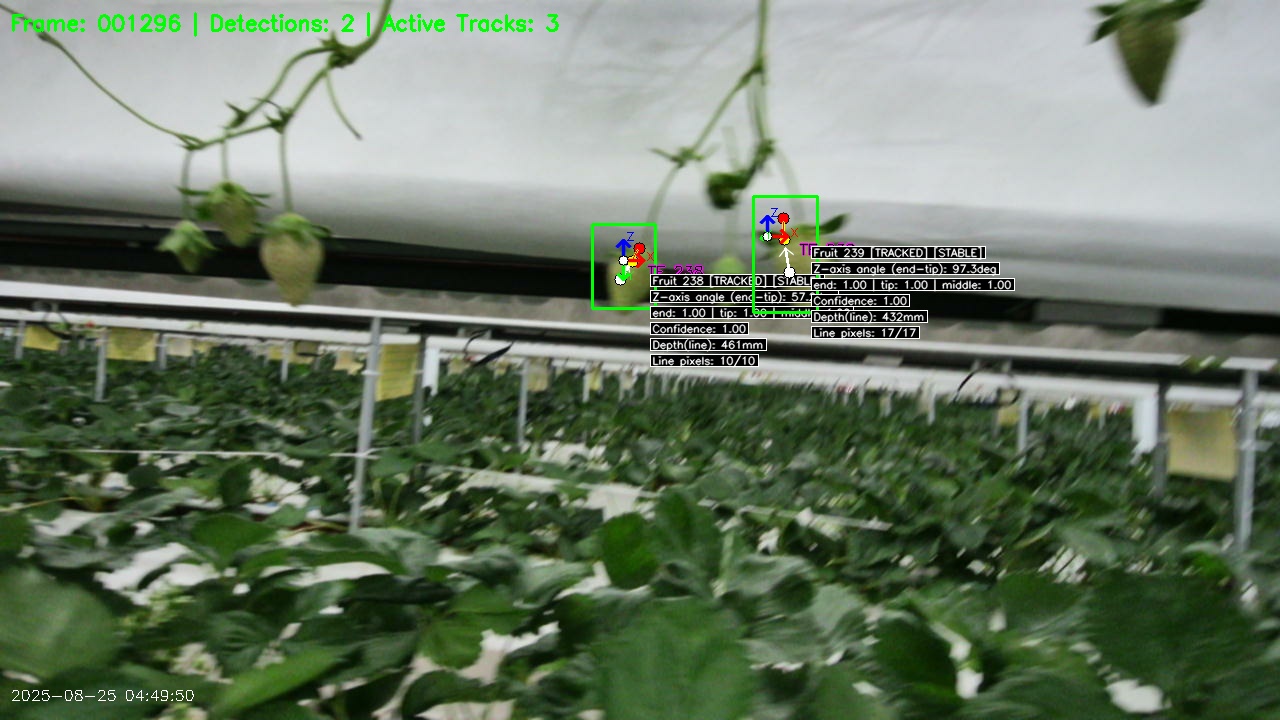 Frame: 001296 | Detections: 2 | Active Tracks: 3
Z
X
Fruit 239 [TRACKED] [STABLE]
Z-axis angle (end-tip): 97.3deg
end: 1.00 | tip: 1.00 | middle: 1.00
Confidence: 1.00
Depth(line): 432mm
Line pixels: 17/17
Z
X
TF_238
Fruit 238 [TRACKED] [STABL
Z-axis angle (end-tip): 57.
end: 1.00 | tip: 1.00 |
Confidence: 1.00
Depth(line): 461mm
Line pixels: 10/10
2025-08-25 04:49:50